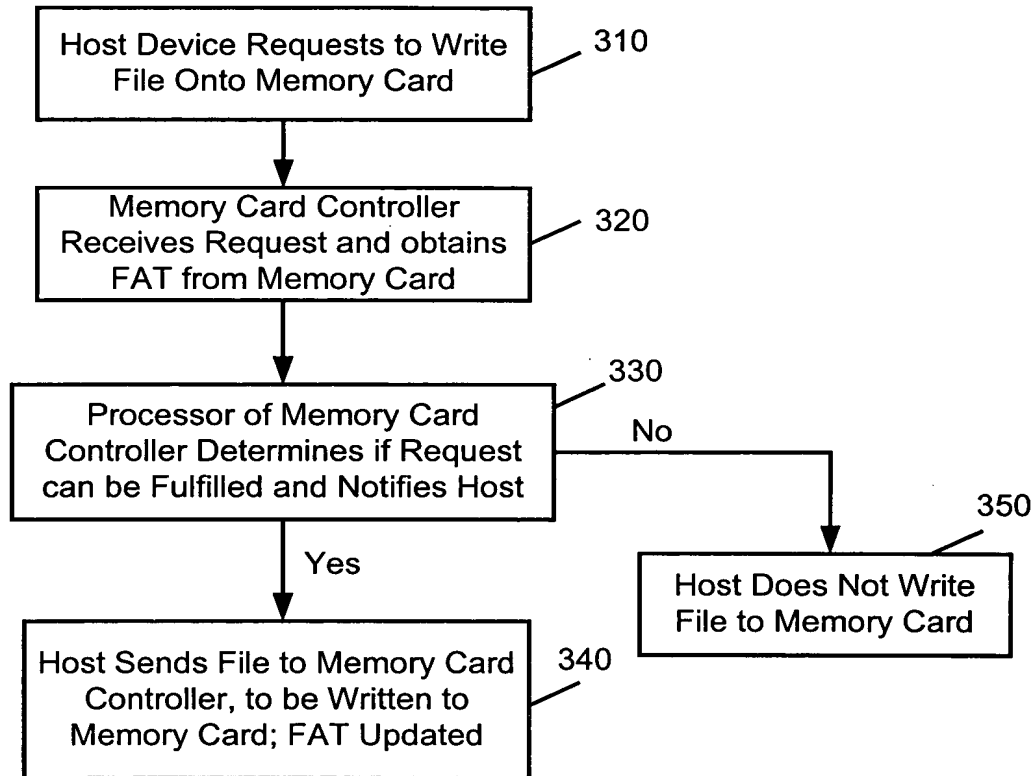 Host Device Requests to Write
File Onto Memory Card
310
Memory Card Controller
Receives Request and obtains
FAT from Memory Card
320
330
Processor of Memory Card
Controller Determines if Request
can be Fulfilled and Notifies Host
No
350
Yes
Host Does Not Write
File to Memory Card
Host Sends File to Memory Card
Controller, to be Written to
Memory Card; FAT Updated
340